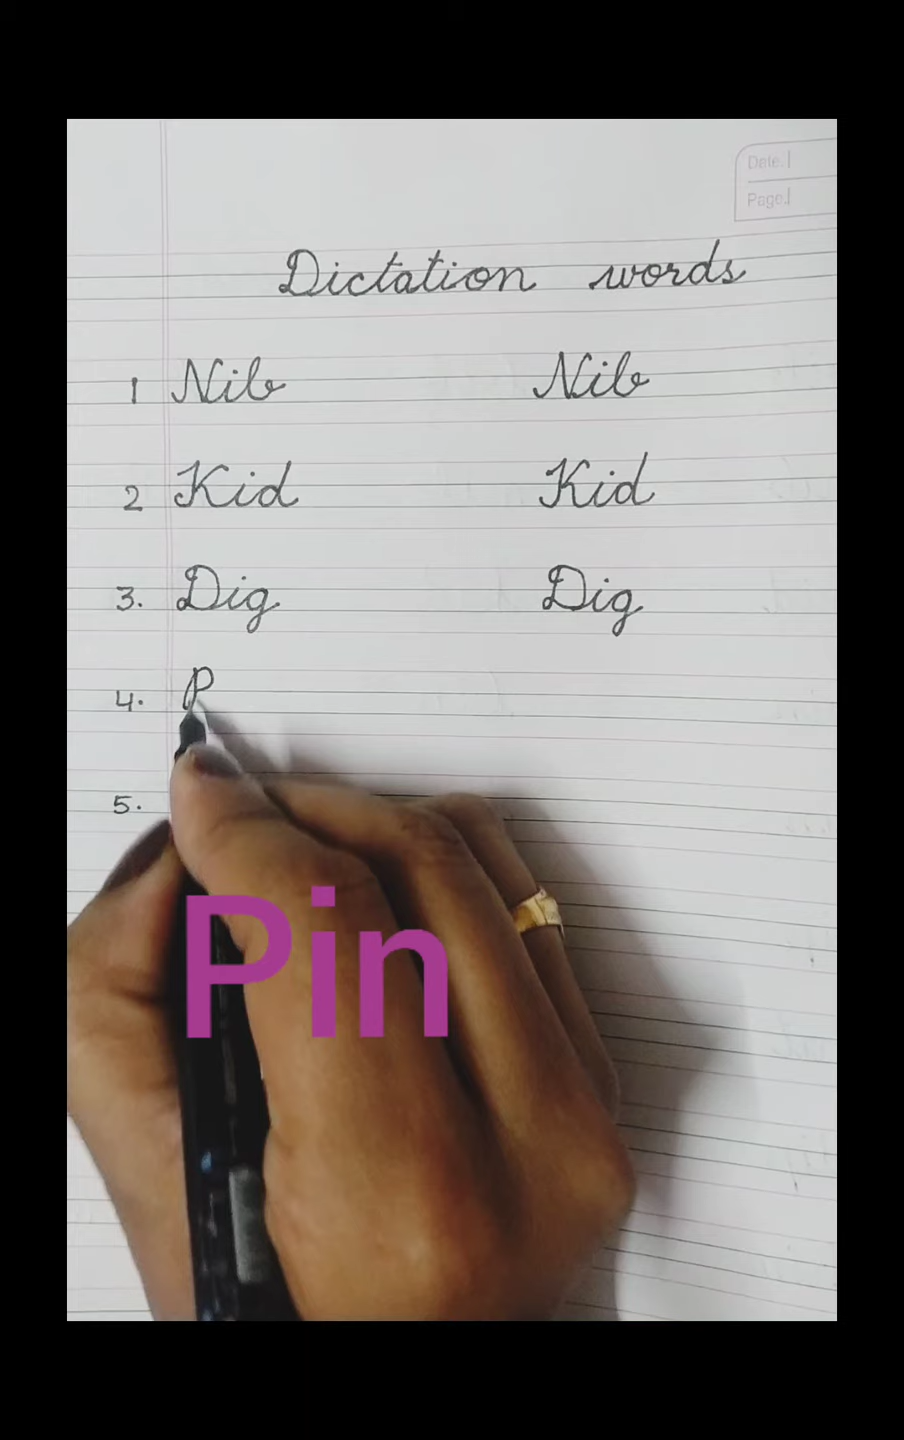 Date.
Page.
Dictation words
1 Nib Nib
2 Kid Kid
3. Dig Dig
4. P
5.
Pin